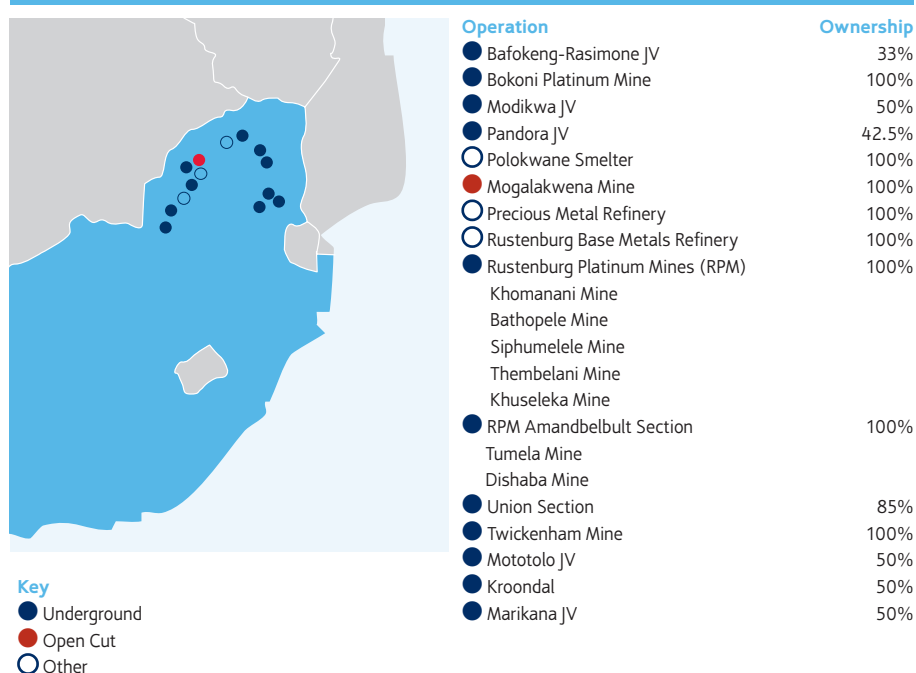 Operation Ownership
Bafokeng-Rasimone JV 33%
Bokoni Platinum Mine 100%
Modikwa JV 50%
Pandora JV 42.5%
Polokwane Smelter 100%
Mogalakwena Mine 100%
Precious Metal Refinery 100%
Rustenburg Base Metals Refinery 100%
Rustenburg Platinum Mines (RPM) 100%
Khomanani Mine
Bathopele Mine
Siphumelele Mine
Thembelani Mine
Khuseleka Mine
RPM Amandbelbult Section 100%
Tumela Mine
Dishaba Mine
Union Section 85%
Twickenham Mine 100%
Mototolo JV 50%
Kroondal 50%
Marikana JV 50%
Key
Underground
Open Cut
Other